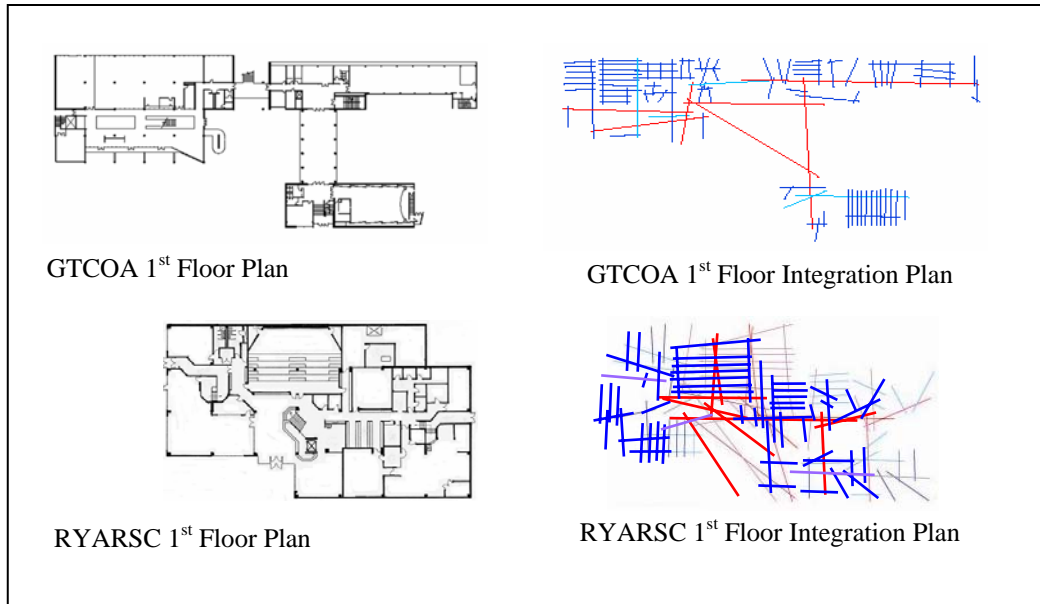 GTCOA 1st Floor Plan
GTCOA 1st Floor Integration Plan
RYARSC 1st Floor Plan
RYARSC 1st Floor Integration Plan